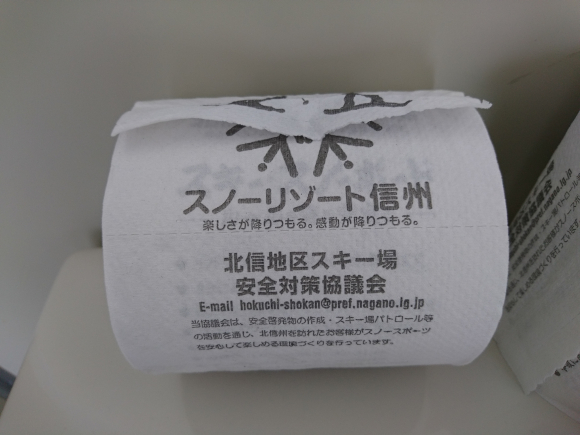 スノーリゾート信州
楽しさが降りつもる。感動が降りつもる。
北信地区スキー場
安全対策協議会
E-mail hokuchi-shokan@pref.nagano.lg.jp
当協議会は、安全啓発物の作成・スキー場パトロール等
の活動を通じ、北信州を訪れたお客様がスノースポーツ
を安心して楽しめる環境づくりを行っています。